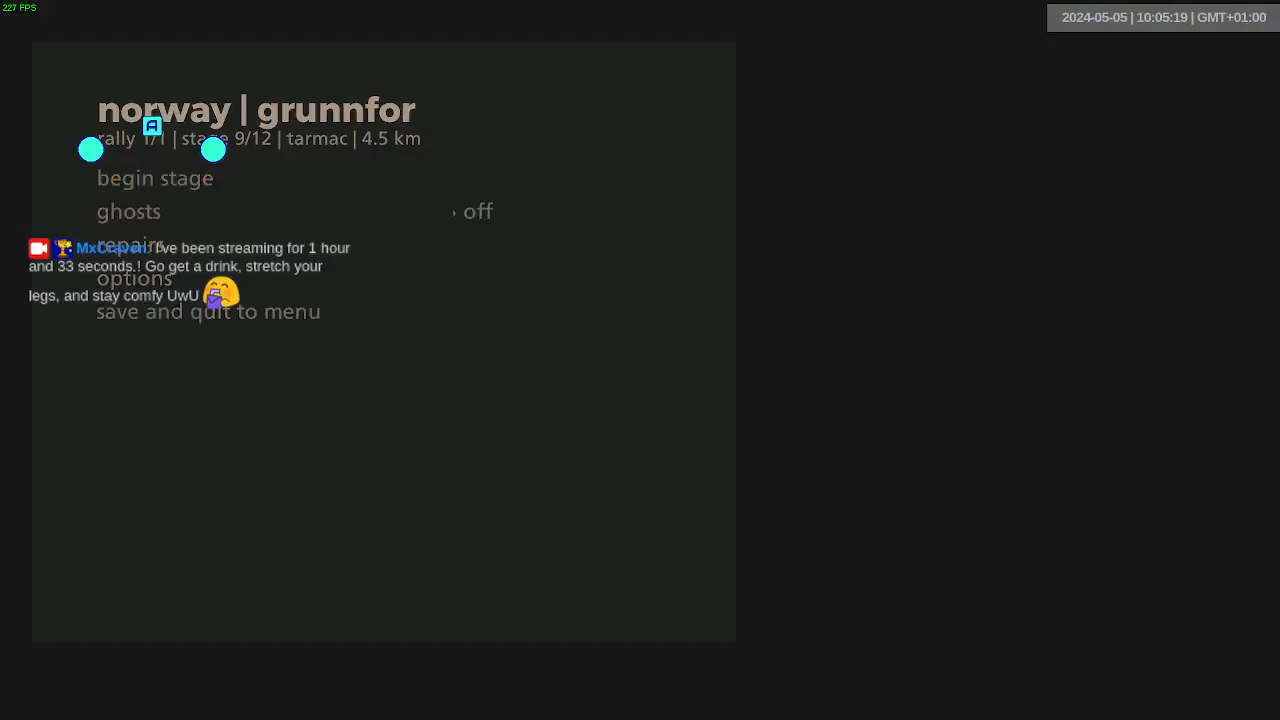 227 FPS
2024-05-05 | 10:05:19 | GMT+01:00
norway | grunnfor
A
rally 1/1 | stage 9/12 | tarmac | 4.5 km
begin stage
ghosts › off
repairs
MxCraven: I've been streaming for 1 hour
and 33 seconds.! Go get a drink, stretch your
options
legs, and stay comfy UwU
save and quit to menu